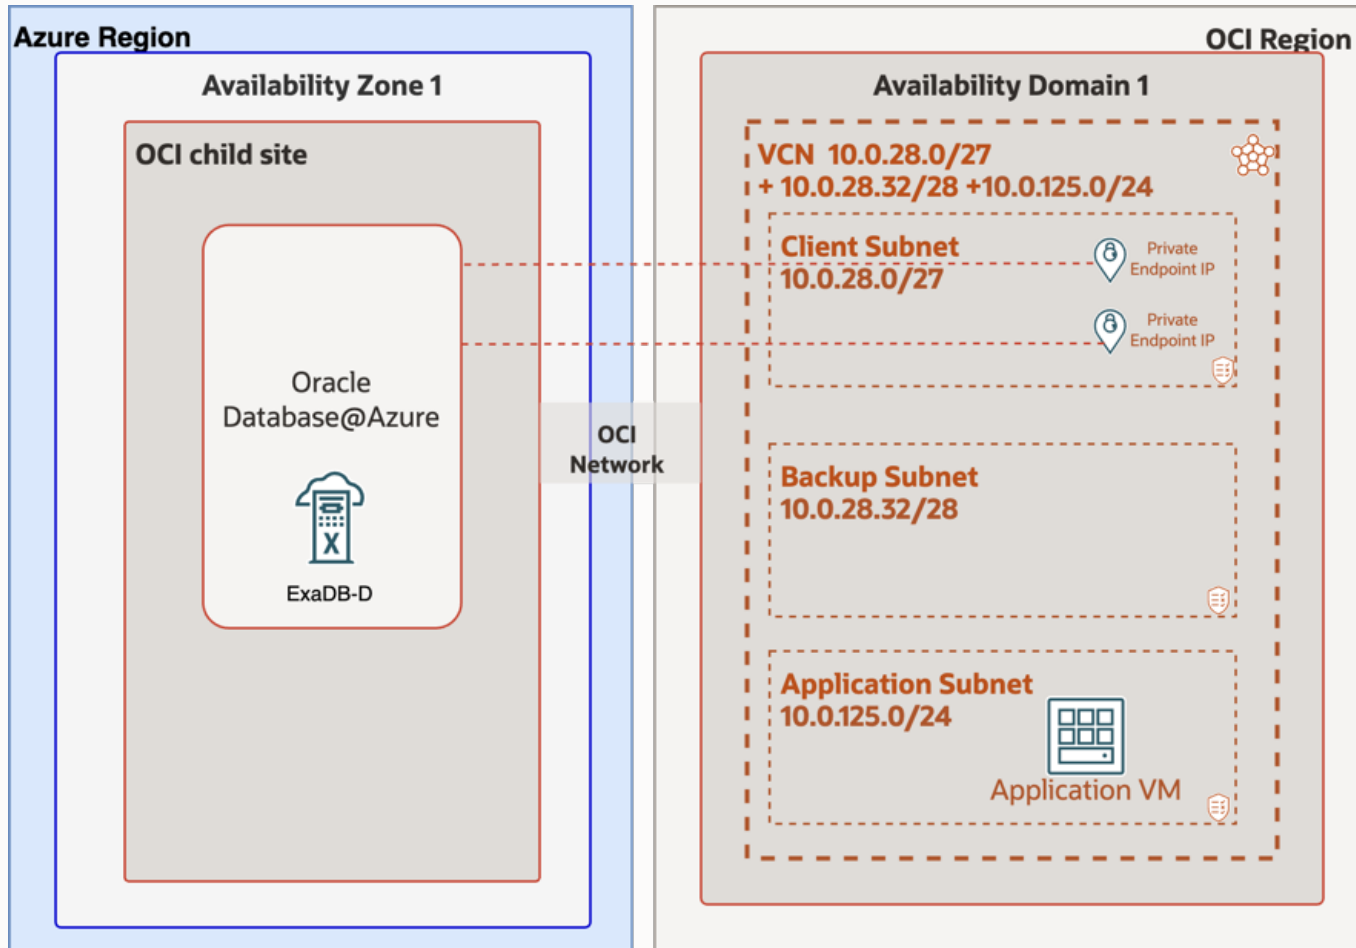 Azure Region
Availability Zone 1
OCI child site
Oracle
Database@Azure
X
ExaDB-D
OCI
Network
OCI Region
Availability Domain 1
VCN 10.0.28.0/27
+ 10.0.28.32/28 +10.0.125.0/24
Client Subnet
10.0.28.0/27
Private
Endpoint IP
Private
Endpoint IP
Backup Subnet
10.0.28.32/28
Application Subnet
10.0.125.0/24
Application VM